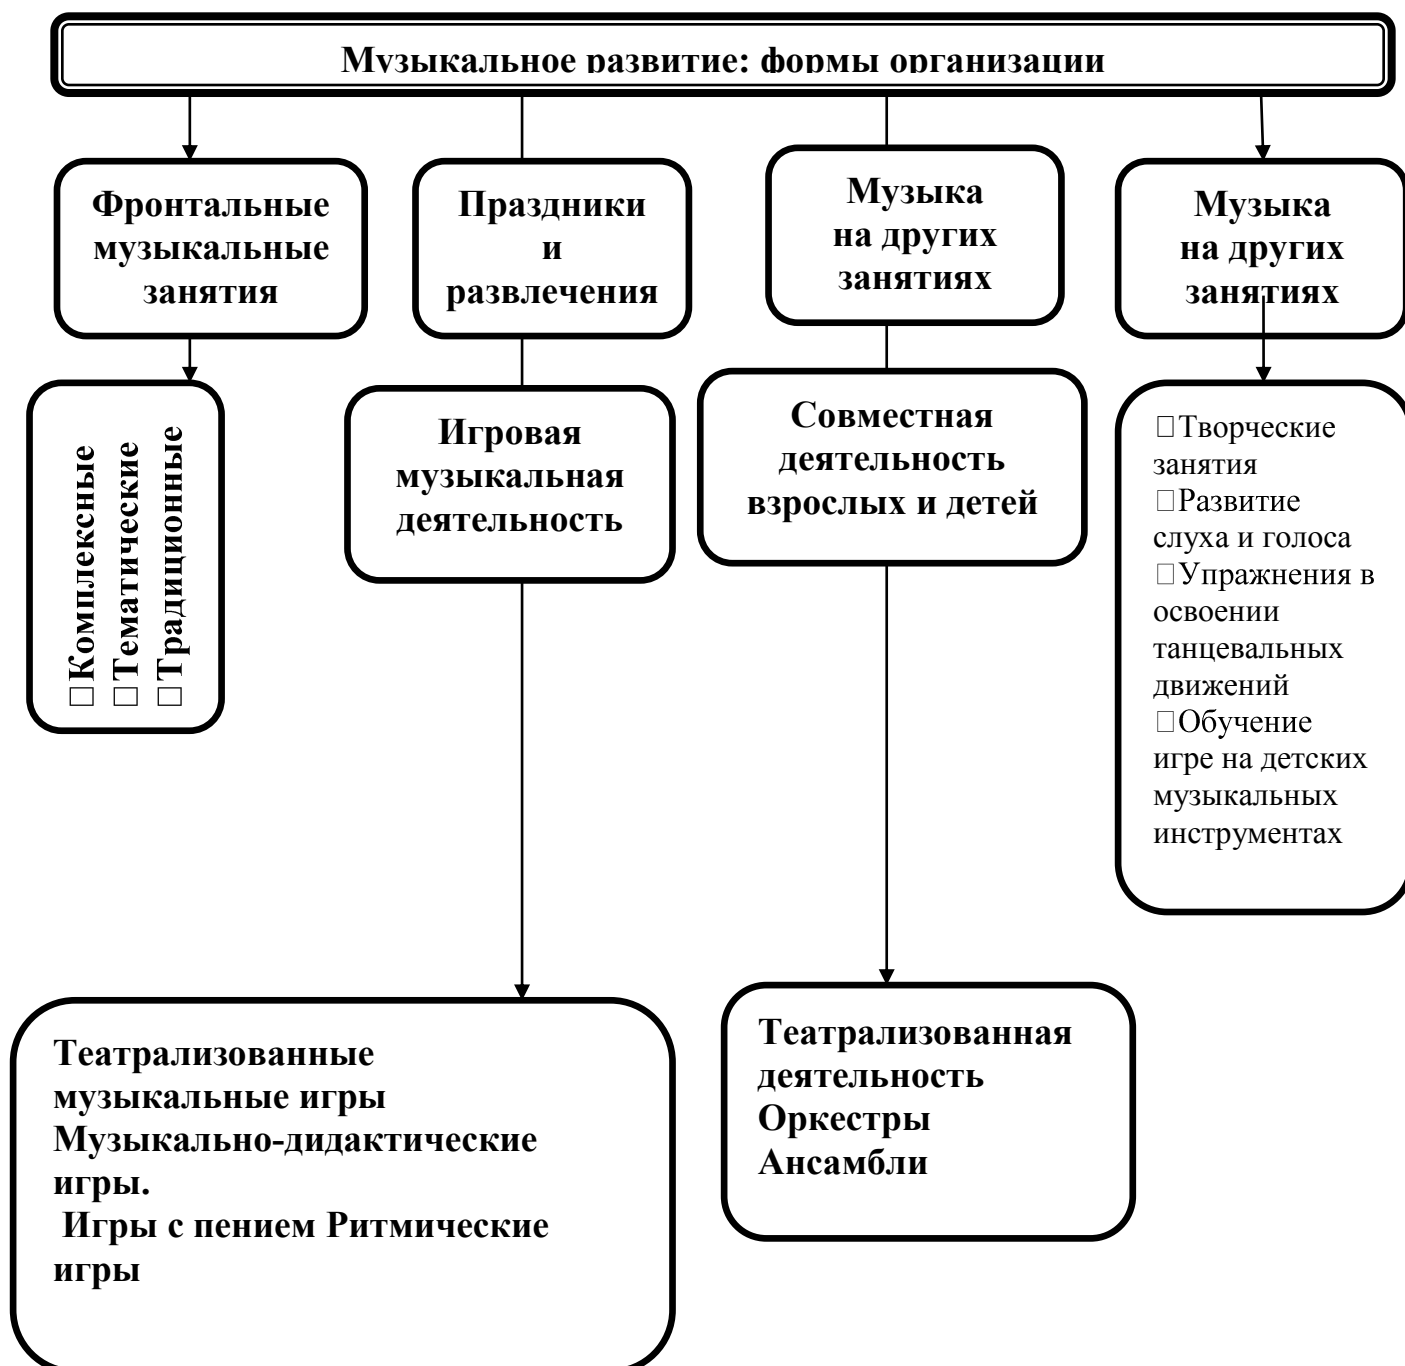 Музыкальное развитие: формы организации
Фронтальные
музыкальные
занятия
Праздники
и
развлечения
Музыка
на других
занятиях
Музыка
на других
занятиях
□Комплексные
□Тематические
□Традиционные
Игровая
музыкальная
деятельность
Совместная
деятельность
взрослых и детей
□Творческие
занятия
□Развитие
слуха и голоса
□Упражнения в
освоении
танцевальных
движений
□Обучение
игре на детских
музыкальных
инструментах
Театрализованные
музыкальные игры
Музыкально-дидактические
игры.
Игры с пением Ритмические
игры
Театрализованная
деятельность
Оркестры
Ансамбли